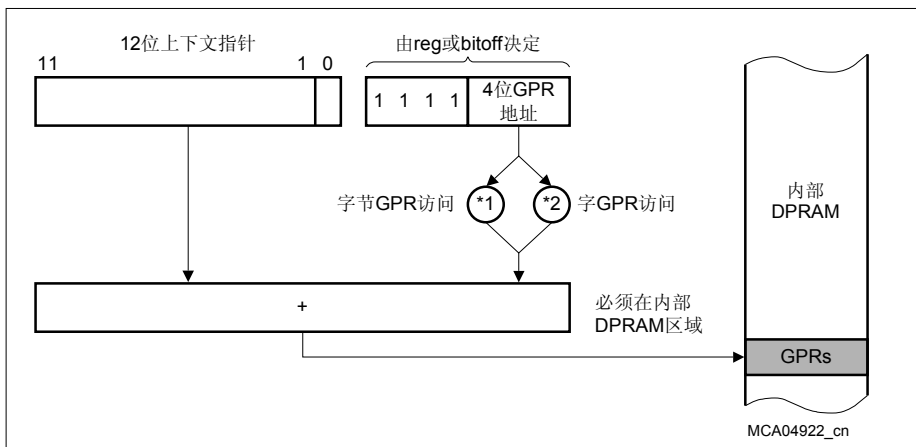 12位上下文指针
由reg或bitoff决定
11 1 0
1 1 1 1
4位GPR
地址
字节GPR访问
*1
*2
字GPR访问
内部
DPRAM
+
必须在内部
DPRAM区域
GPRs
MCA04922_cn